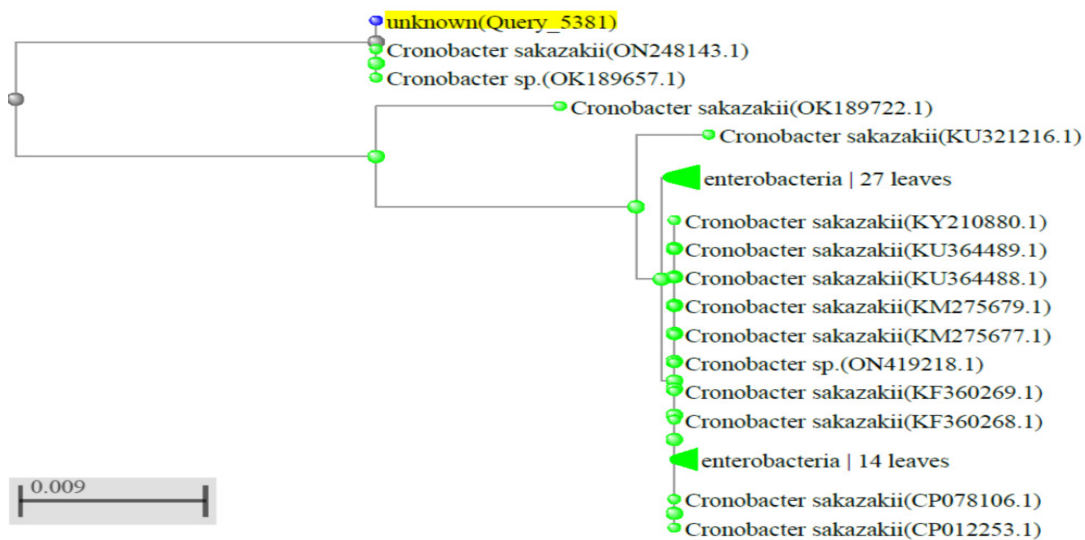 unknown(Query_5381)
Cronobacter sakazakii(ON248143.1)
Cronobacter sp.(OK189657.1)
Cronobacter sakazakii(OK189722.1)
Cronobacter sakazakii(KU321216.1)
enterobacteria | 27 leaves
Cronobacter sakazakii(KY210880.1)
Cronobacter sakazakii(KU364489.1)
Cronobacter sakazakii(KU364488.1)
Cronobacter sakazakii(KM275679.1)
Cronobacter sakazakii(KM275677.1)
Cronobacter sp.(ON419218.1)
Cronobacter sakazakii(KF360269.1)
Cronobacter sakazakii(KF360268.1)
enterobacteria | 14 leaves
0.009
Cronobacter sakazakii(CP078106.1)
Cronobacter sakazakii(CP012253.1)